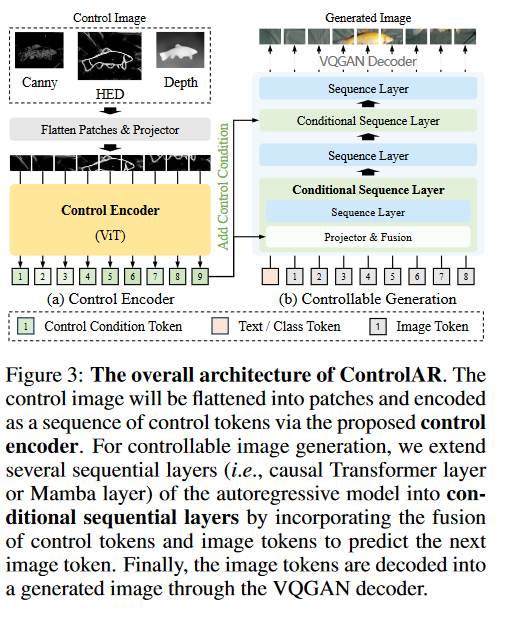 Control Image
Canny
HED
Depth
Flatten Patches & Projector
Control Encoder
(ViT)
1 2 3 4 5 6 7 8 9
(a) Control Encoder
Add Control Condition
Generated Image
VQGAN Decoder
Sequence Layer
Conditional Sequence Layer
Sequence Layer
Conditional Sequence Layer
Sequence Layer
Projector & Fusion
1 2 3 4 5 6 7 8
(b) Controllable Generation
1 Control Condition Token
Text / Class Token
1 Image Token
Figure 3: The overall architecture of ControlAR. The
control image will be flattened into patches and encoded
as a sequence of control tokens via the proposed control
encoder. For controllable image generation, we extend
several sequential layers (i.e., causal Transformer layer
or Mamba layer) of the autoregressive model into con-
ditional sequential layers by incorporating the fusion
of control tokens and image tokens to predict the next
image token. Finally, the image tokens are decoded into
a generated image through the VQGAN decoder.